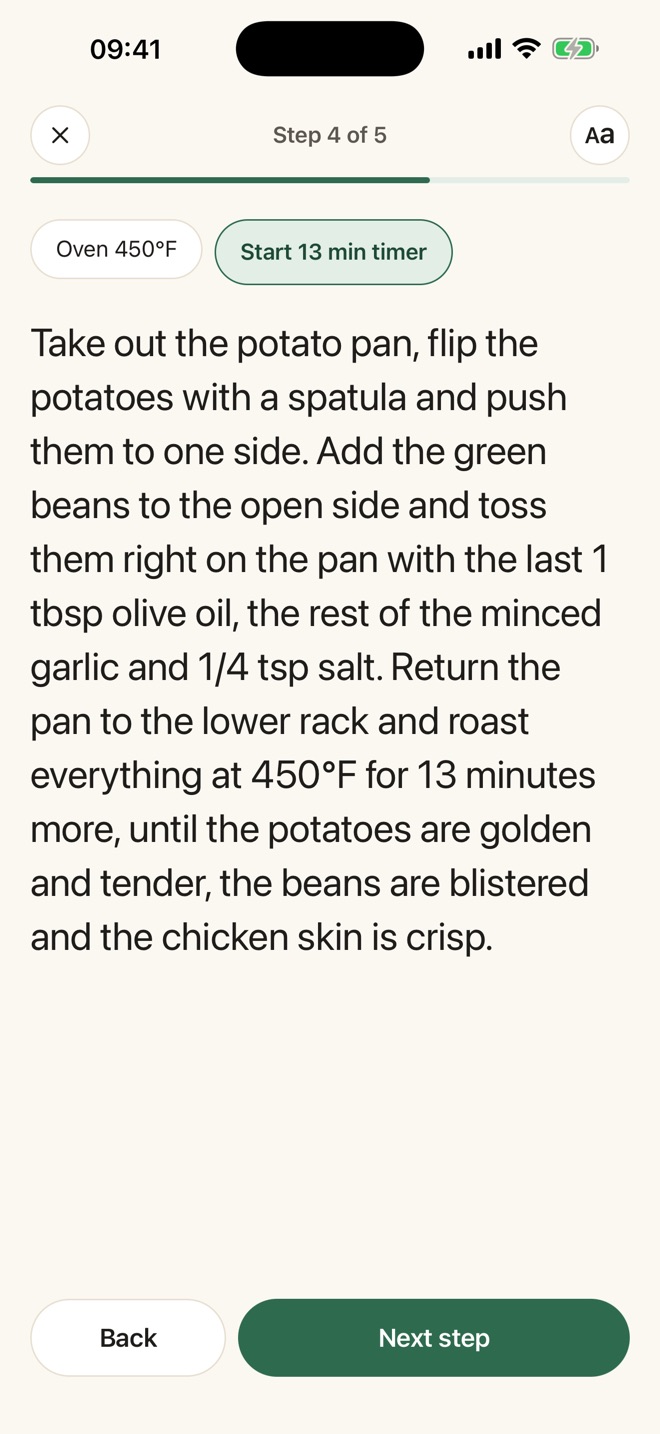 09:41
Step 4 of 5
Aa
Oven 450°F
Start 13 min timer
Take out the potato pan, flip the
potatoes with a spatula and push
them to one side. Add the green
beans to the open side and toss
them right on the pan with the last 1
tbsp olive oil, the rest of the minced
garlic and 1/4 tsp salt. Return the
pan to the lower rack and roast
everything at 450°F for 13 minutes
more, until the potatoes are golden
and tender, the beans are blistered
and the chicken skin is crisp.
Back
Next step